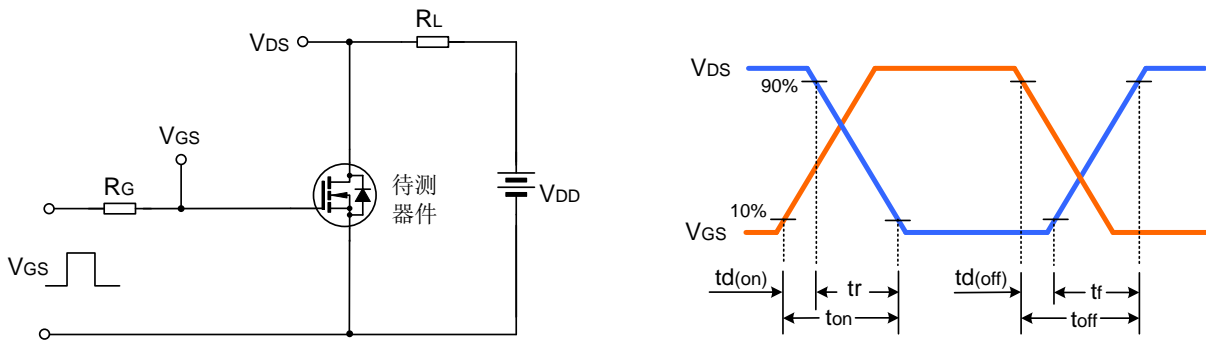 RL
VDS
VGS
RG
待测
器件
VDD
VGS
VDS
90%
10%
VGS
td(on)
tr
td(off)
tf
ton
toff